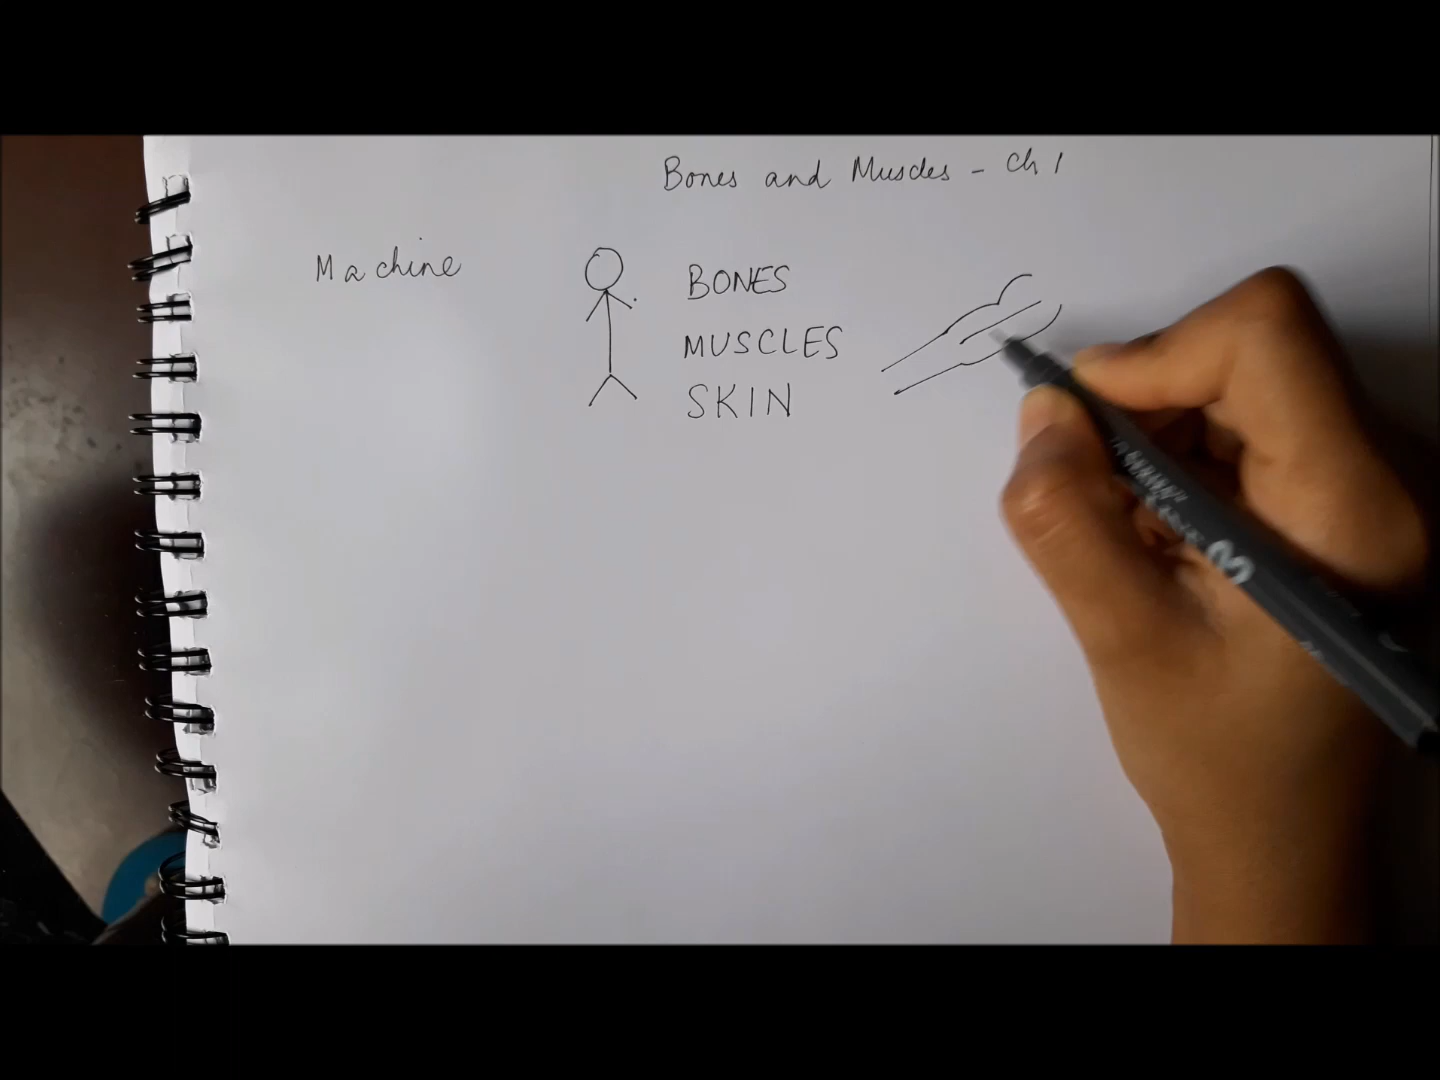 Bones and Muscles - Ch 1
Machine
BONES
MUSCLES
SKIN